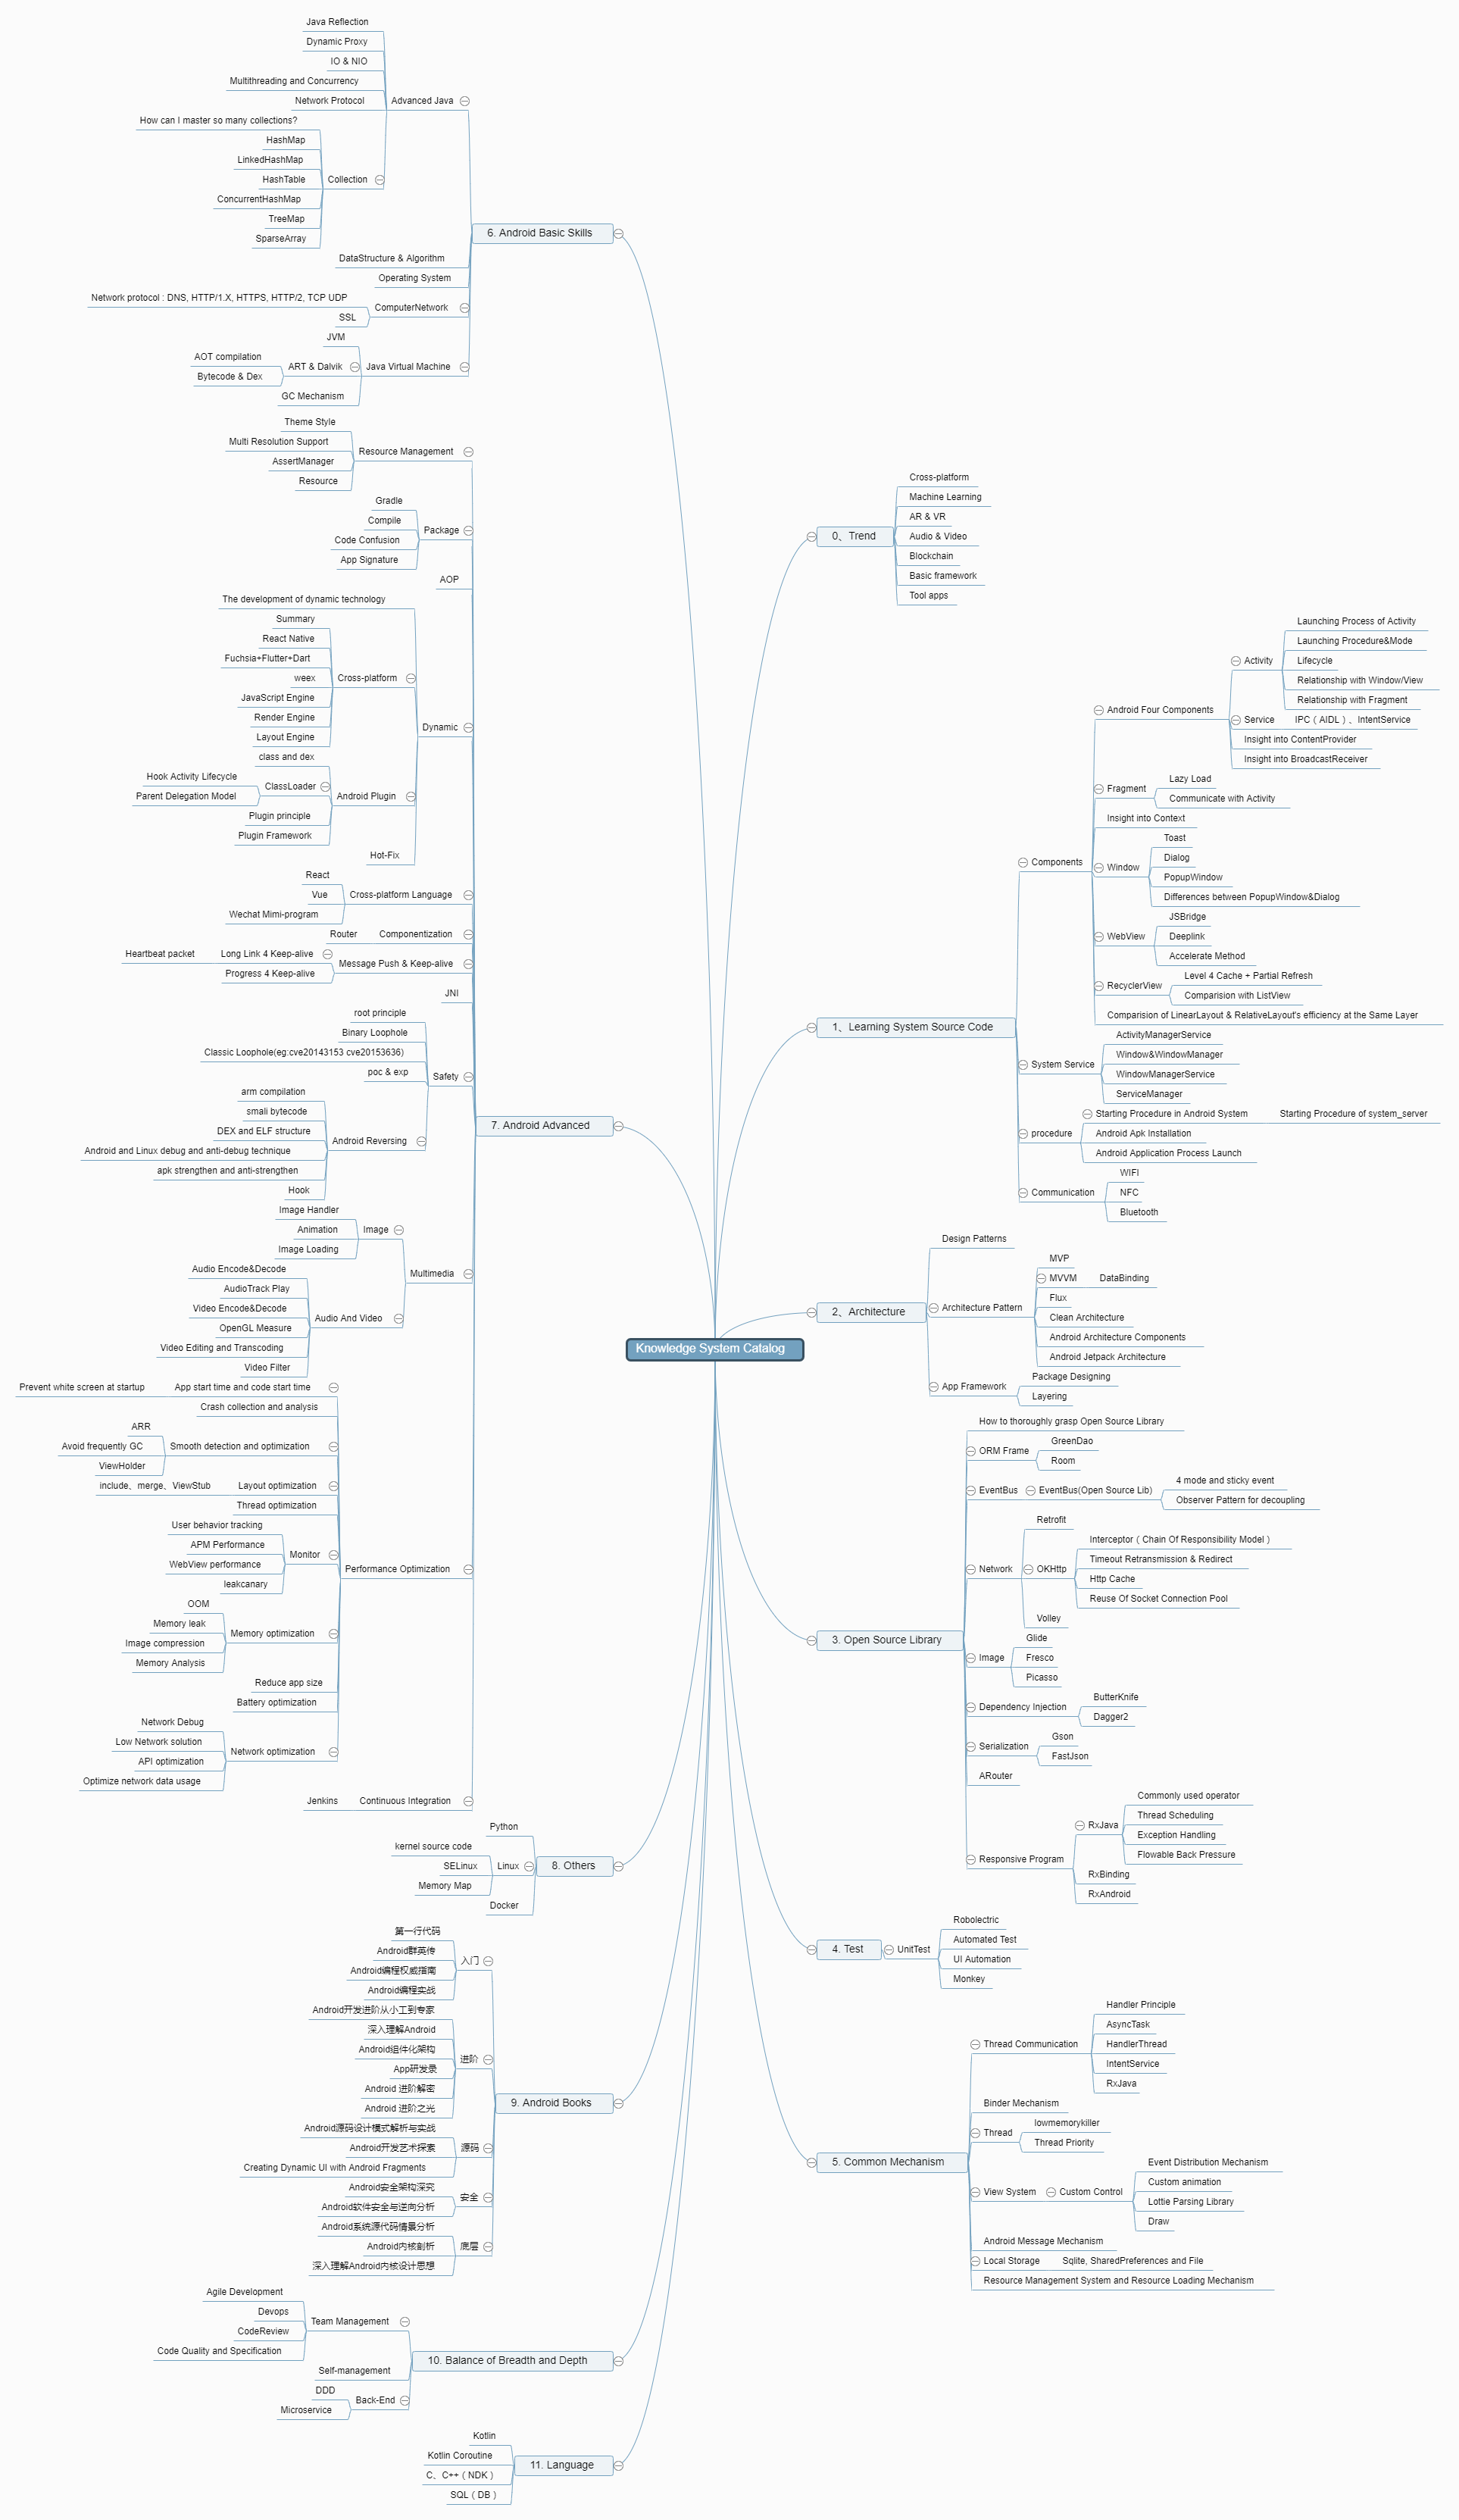 Knowledge System Catalog
0、Trend
Cross-platform
Machine Learning
AR & VR
Audio & Video
Blockchain
Basic framework
Tool apps
1、Learning System Source Code
Components
Android Four Components
Activity
Launching Process of Activity
Launching Procedure&Mode
Lifecycle
Relationship with Window/View
Relationship with Fragment
Service
IPC ( AIDL ) 、IntentService
Insight into ContentProvider
Insight into BroadcastReceiver
Fragment
Lazy Load
Communicate with Activity
Insight into Context
Window
Toast
Dialog
PopupWindow
Differences between PopupWindow&Dialog
WebView
JSBridge
Deeplink
Accelerate Method
RecyclerView
Level 4 Cache + Partial Refresh
Comparision with ListView
Comparision of LinearLayout & RelativeLayout's efficiency at the Same Layer
System Service
ActivityManagerService
Window&WindowManager
WindowManagerService
ServiceManager
procedure
Starting Procedure in Android System
Starting Procedure of system_server
Android Apk Installation
Android Application Process Launch
Communication
WIFI
NFC
Bluetooth
2、Architecture
Design Patterns
Architecture Pattern
MVP
MVVM
DataBinding
Flux
Clean Architecture
Android Architecture Components
Android Jetpack Architecture
App Framework
Package Designing
Layering
3. Open Source Library
How to thoroughly grasp Open Source Library
ORM Frame
GreenDao
Room
EventBus
EventBus(Open Source Lib)
4 mode and sticky event
Observer Pattern for decoupling
Network
Retrofit
OKHttp
Interceptor ( Chain Of Responsibility Model )
Timeout Retransmission & Redirect
Http Cache
Reuse Of Socket Connection Pool
Volley
Image
Glide
Fresco
Picasso
Dependency Injection
ButterKnife
Dagger2
Serialization
Gson
FastJson
ARouter
Responsive Program
RxJava
Commonly used operator
Thread Scheduling
Exception Handling
Flowable Back Pressure
RxBinding
RxAndroid
4. Test
UnitTest
Robolectric
Automated Test
UI Automation
Monkey
5. Common Mechanism
Thread Communication
Handler Principle
AsyncTask
HandlerThread
IntentService
RxJava
Binder Mechanism
Thread
lowmemorykiller
Thread Priority
View System
Custom Control
Event Distribution Mechanism
Custom animation
Lottie Parsing Library
Draw
Android Message Mechanism
Local Storage
Sqlite, SharedPreferences and File
Resource Management System and Resource Loading Mechanism
6. Android Basic Skills
Advanced Java
Java Reflection
Dynamic Proxy
IO & NIO
Multithreading and Concurrency
Network Protocol
Collection
How can I master so many collections?
HashMap
LinkedHashMap
HashTable
ConcurrentHashMap
TreeMap
SparseArray
DataStructure & Algorithm
Operating System
ComputerNetwork
Network protocol : DNS, HTTP/1.X, HTTPS, HTTP/2, TCP UDP
SSL
Java Virtual Machine
JVM
ART & Dalvik
AOT compilation
Bytecode & Dex
GC Mechanism
7. Android Advanced
Resource Management
Theme Style
Multi Resolution Support
AssertManager
Resource
Package
Gradle
Compile
Code Confusion
App Signature
AOP
Dynamic
The development of dynamic technology
Cross-platform
Summary
React Native
Fuchsia+Flutter+Dart
weex
JavaScript Engine
Render Engine
Layout Engine
Android Plugin
class and dex
ClassLoader
Hook Activity Lifecycle
Parent Delegation Model
Plugin principle
Plugin Framework
Hot-Fix
Cross-platform Language
React
Vue
Wechat Mimi-program
Componentization
Router
Message Push & Keep-alive
Long Link 4 Keep-alive
Heartbeat packet
Progress 4 Keep-alive
JNI
Safety
root principle
Binary Loophole
Classic Loophole(eg:cve20143153 cve20153636)
poc & exp
Android Reversing
arm compilation
smali bytecode
DEX and ELF structure
Android and Linux debug and anti-debug technique
apk strengthen and anti-strengthen
Hook
Multimedia
Image
Image Handler
Animation
Image Loading
Audio And Video
Audio Encode&Decode
AudioTrack Play
Video Encode&Decode
OpenGL Measure
Video Editing and Transcoding
Video Filter
Performance Optimization
App start time and code start time
Prevent white screen at startup
Crash collection and analysis
Smooth detection and optimization
ARR
Avoid frequently GC
ViewHolder
Layout optimization
include、merge、ViewStub
Thread optimization
Monitor
User behavior tracking
APM Performance
WebView performance
leakcanary
Memory optimization
OOM
Memory leak
Image compression
Memory Analysis
Reduce app size
Battery optimization
Network optimization
Network Debug
Low Network solution
API optimization
Optimize network data usage
Continuous Integration
Jenkins
8. Others
Python
Linux
kernel source code
SELinux
Memory Map
Docker
9. Android Books
入门
第一行代码
Android群英传
Android编程权威指南
Android编程实战
进阶
Android开发进阶从小工到专家
深入理解Android
Android组件化架构
App研发录
Android 进阶解密
Android 进阶之光
源码
Android源码设计模式解析与实战
Android开发艺术探索
Creating Dynamic UI with Android Fragments
安全
Android安全架构深究
Android软件安全与逆向分析
底层
Android系统源代码情景分析
Android内核剖析
深入理解Android内核设计思想
10. Balance of Breadth and Depth
Team Management
Agile Development
Devops
CodeReview
Code Quality and Specification
Self-management
Back-End
DDD
Microservice
11. Language
Kotlin
Kotlin Coroutine
C、C++ ( NDK )
SQL ( DB )